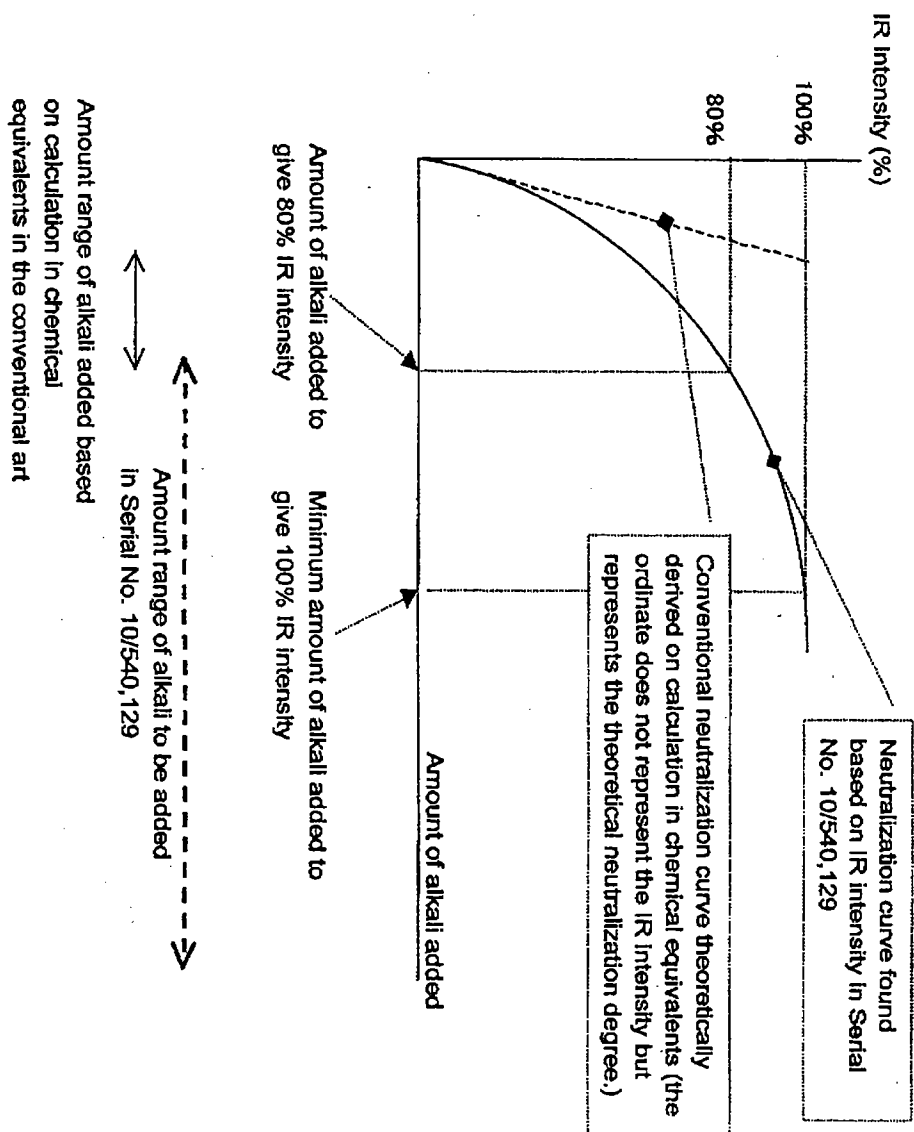 IR Intensity (%)
100%
80%
Neutralization curve found
based on IR intensity in Serial
No. 10/540,129
Conventional neutralization curve theoretically
derived on calculation in chemical equivalents (the
ordinate does not represent the IR intensity but
represents the theoretical neutralization degree.)
Amount of alkali added
Amount of alkali added to
give 80% IR intensity
Minimum amount of alkali added to
give 100% IR intensity
Amount range of alkali to be added
in Serial No. 10/540,129
Amount range of alkali added based
on calculation in chemical
equivalents in the conventional art